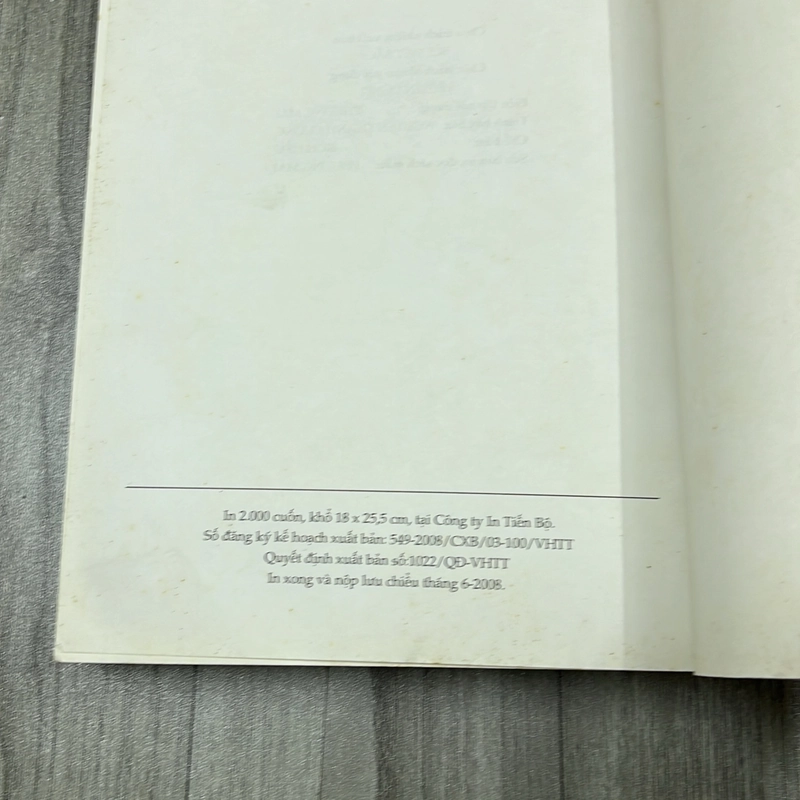 In 2.000 cuốn, khổ 18 x 25,5 cm, tại Công ty In Tiến Bộ.
Số đăng ký kế hoạch xuất bản: 549-2008/CXB/03-100/VHTT
Quyết định xuất bản số:1022/QĐ-VHTT
In xong và nộp lưu chiểu tháng 6-2008.